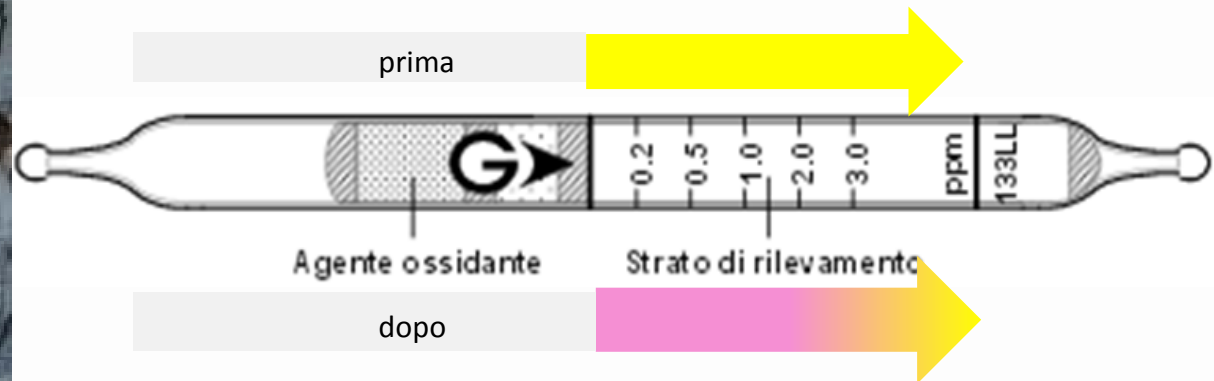 prima
G
0.2
0.5
1.0
2.0
3.0
ppm
133LL
Agente ossidante
Strato di rilevamento
dopo